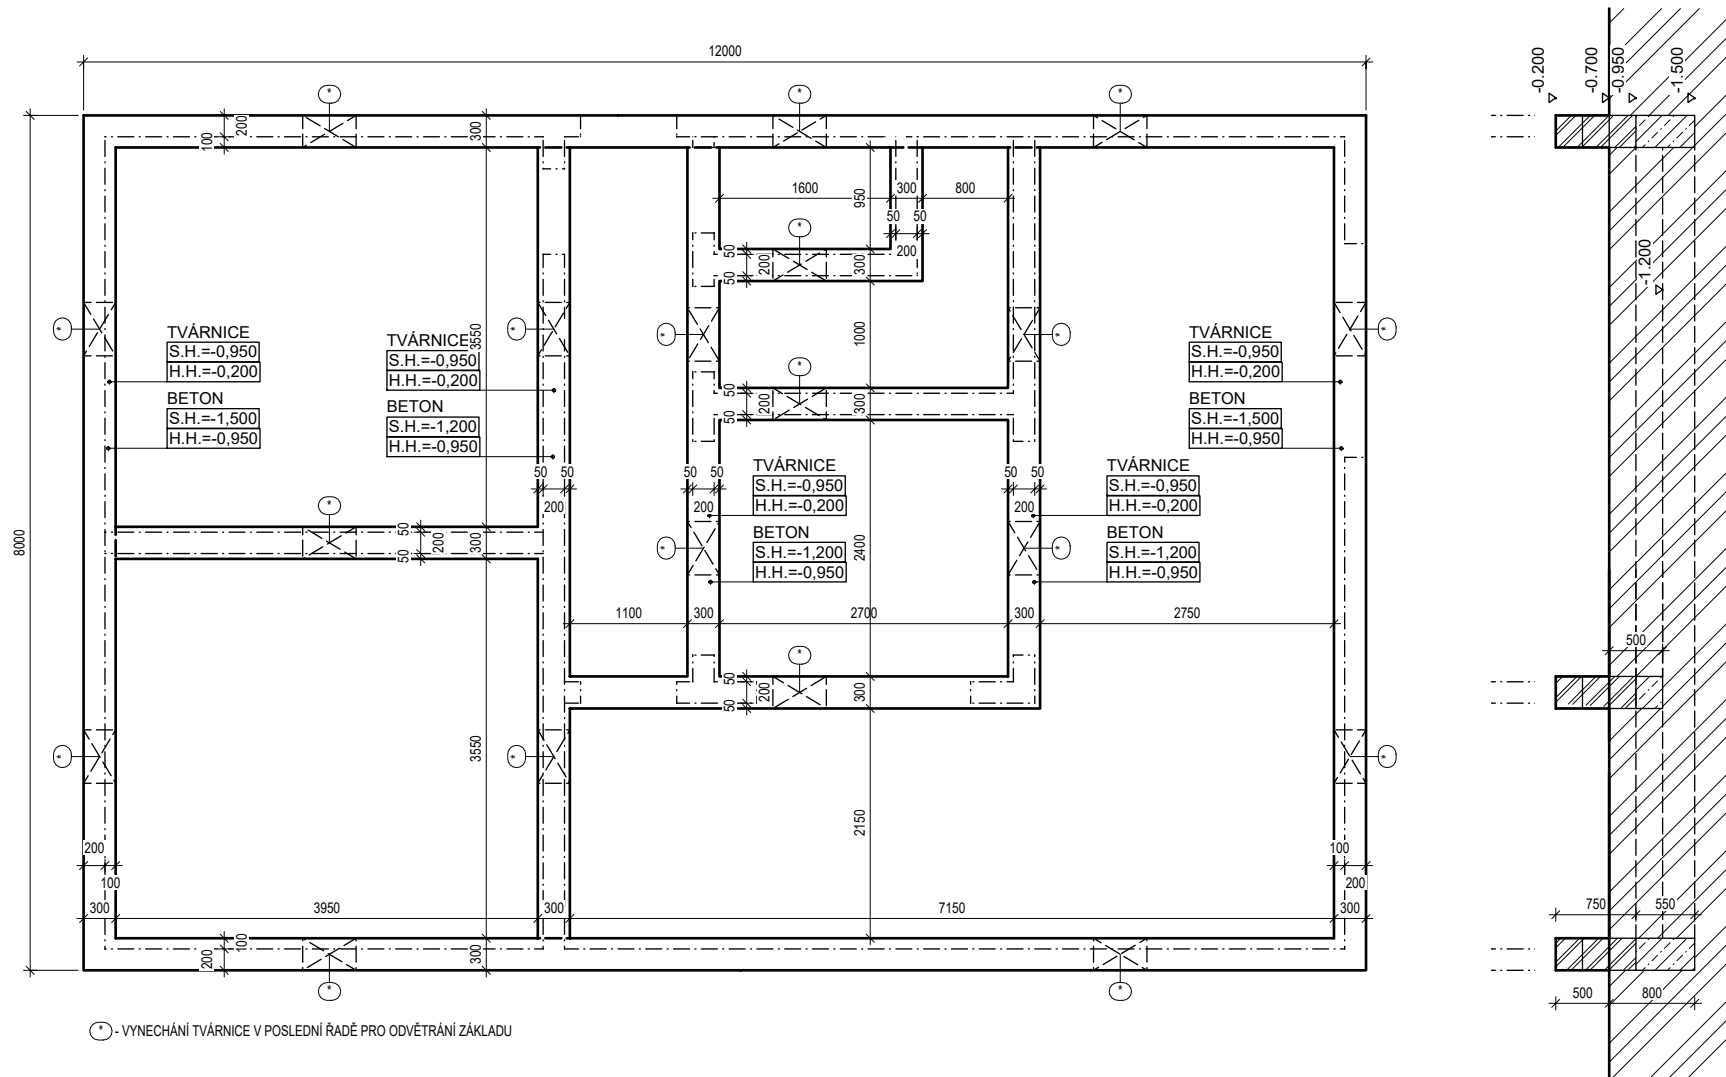 12000
-0.200
-0.700
-0.950
-1.500
*
*
*
200
100
300
1600
300
800
950
50
50
200
*
50
200
50
300
-1.200
*
*
*
*
*
TVÁRNICE
S.H.=-0,950
H.H.=-0,200
BETON
S.H.=-1,500
H.H.=-0,950
TVÁRNICE
S.H.=-0,950
H.H.=-0,200
BETON
S.H.=-1,200
H.H.=-0,950
3550
1000
*
50
200
50
300
TVÁRNICE
S.H.=-0,950
H.H.=-0,200
BETON
S.H.=-1,500
H.H.=-0,950
50
50
200
50
50
200
50
50
200
TVÁRNICE
S.H.=-0,950
H.H.=-0,200
BETON
S.H.=-1,200
H.H.=-0,950
TVÁRNICE
S.H.=-0,950
H.H.=-0,200
BETON
S.H.=-1,200
H.H.=-0,950
8000
*
50
200
50
300
*
2400
*
1100
300
2700
300
2750
500
*
50
200
50
300
*
3550
*
*
2150
200
100
100
200
300
3950
300
7150
300
750
550
200
100
300
500
800
*
*
* - VYNECHÁNÍ TVÁRNICE V POSLEDNÍ ŘADĚ PRO ODVĚTRÁNÍ ZÁKLADU